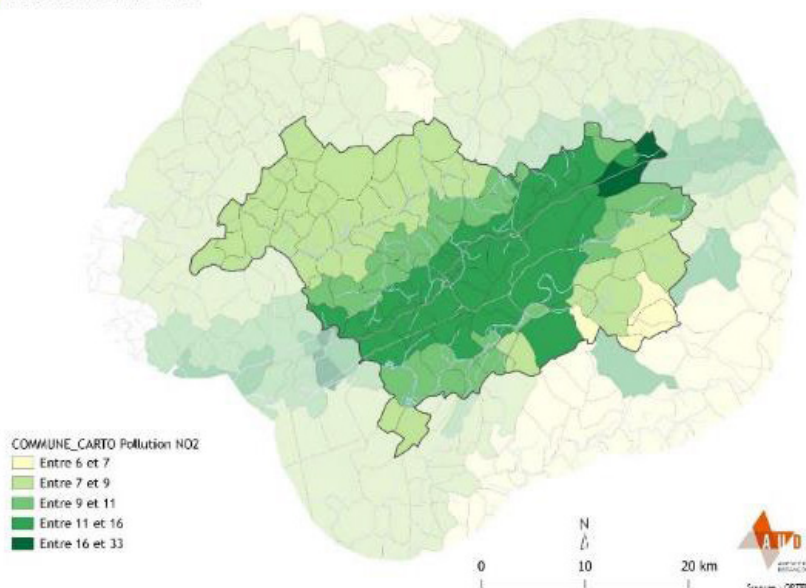 COMMUNE_CARTO Pollution NO2
Entre 6 et 7
Entre 7 et 9
Entre 9 et 11
Entre 11 et 16
Entre 16 et 33
N
0 10 20 km
AUD